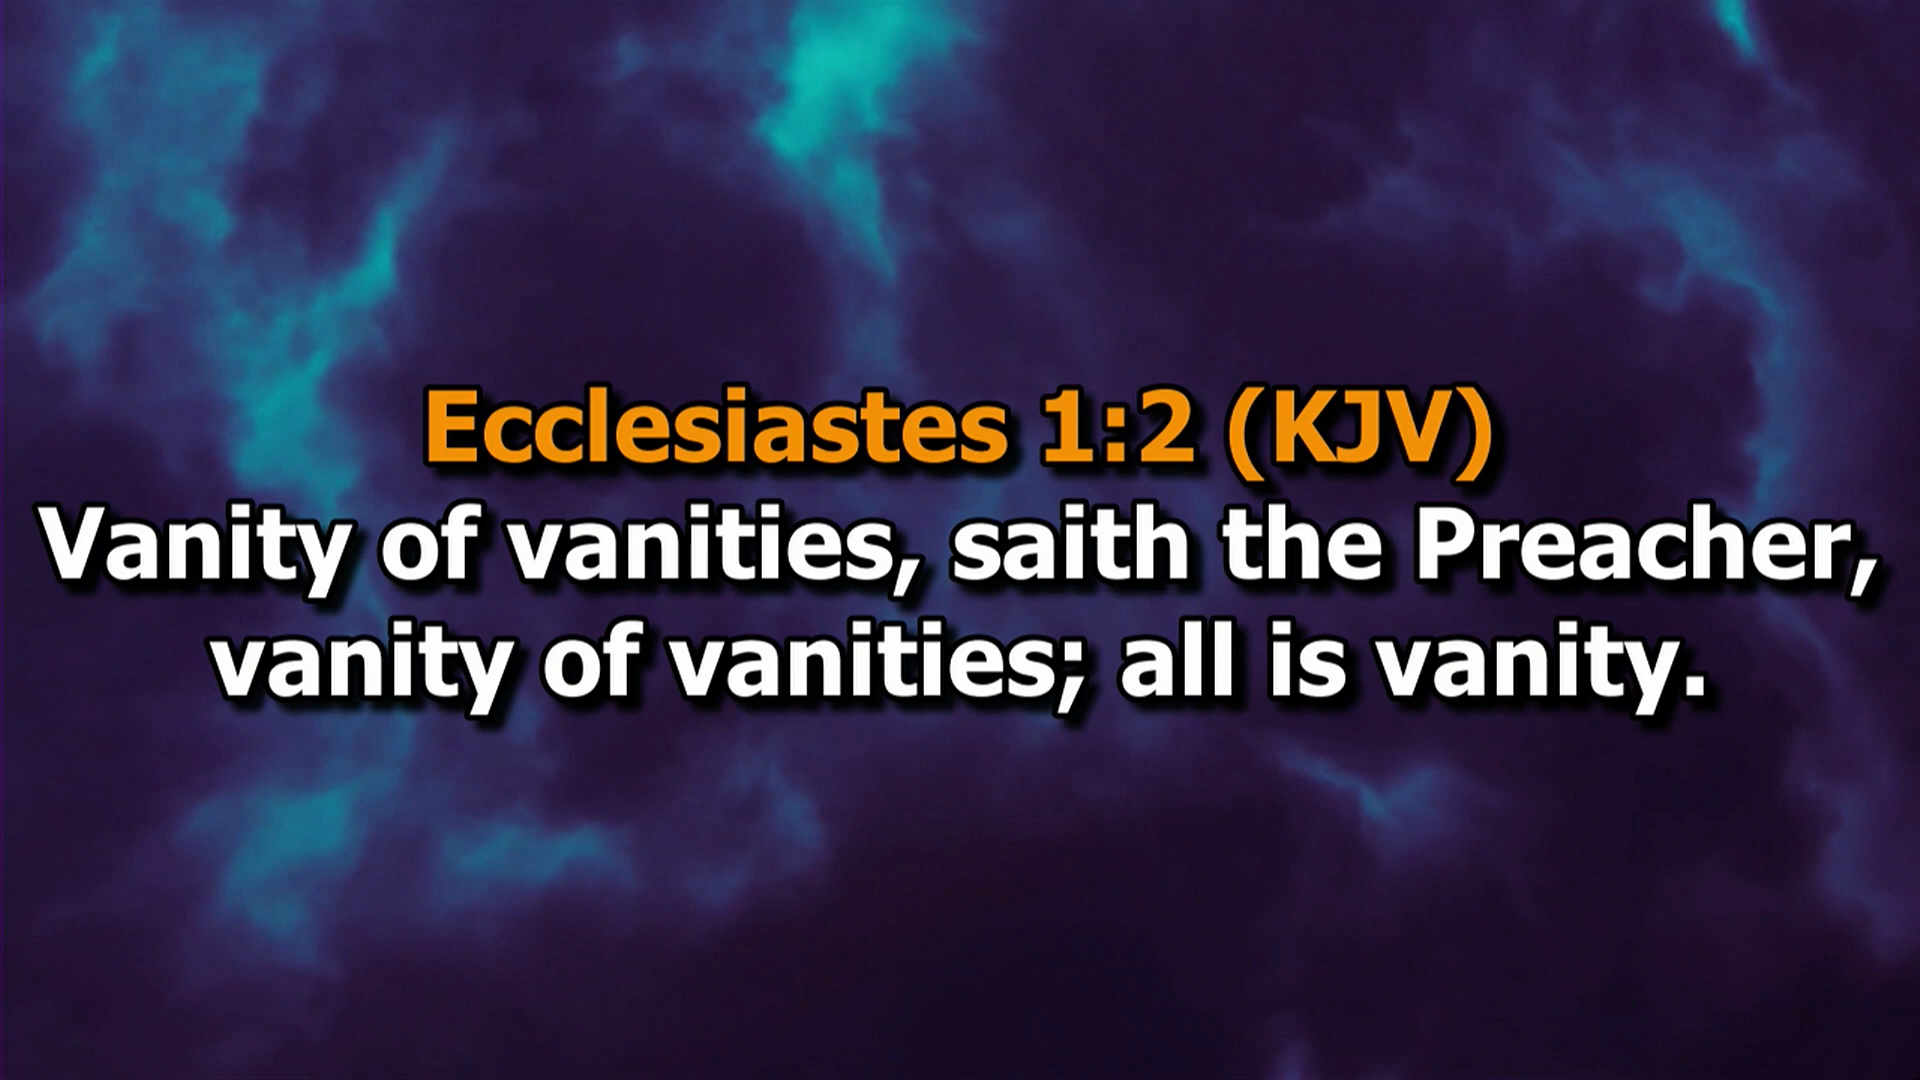 Ecclesiastes 1:2 (KJV)
Vanity of vanities, saith the Preacher,
vanity of vanities; all is vanity.